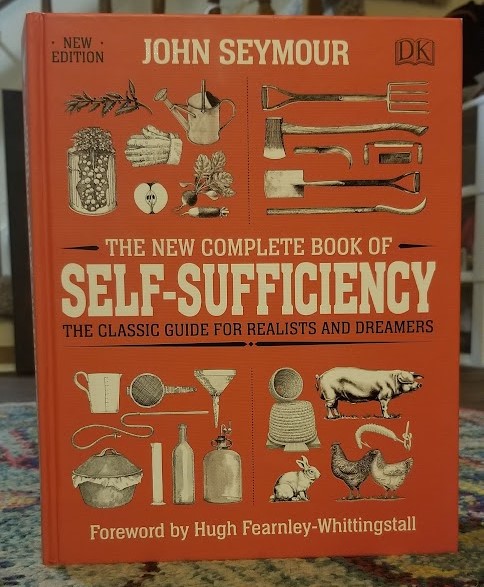 · NEW ·
EDITION
JOHN SEYMOUR
DK
THE NEW COMPLETE BOOK OF
SELF-SUFFICIENCY
THE CLASSIC GUIDE FOR REALISTS AND DREAMERS
Foreword by Hugh Fearnley-Whittingstall